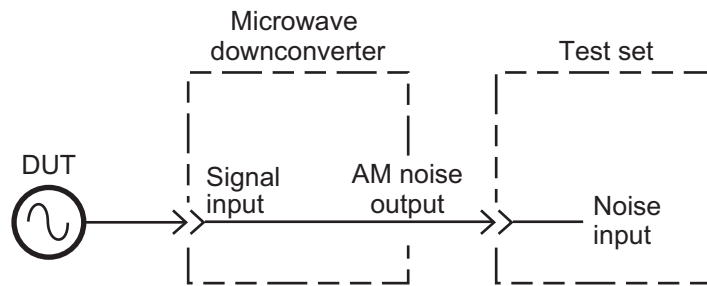 Microwave
downconverter
Test set
DUT
Signal
input
AM noise
output
Noise
input